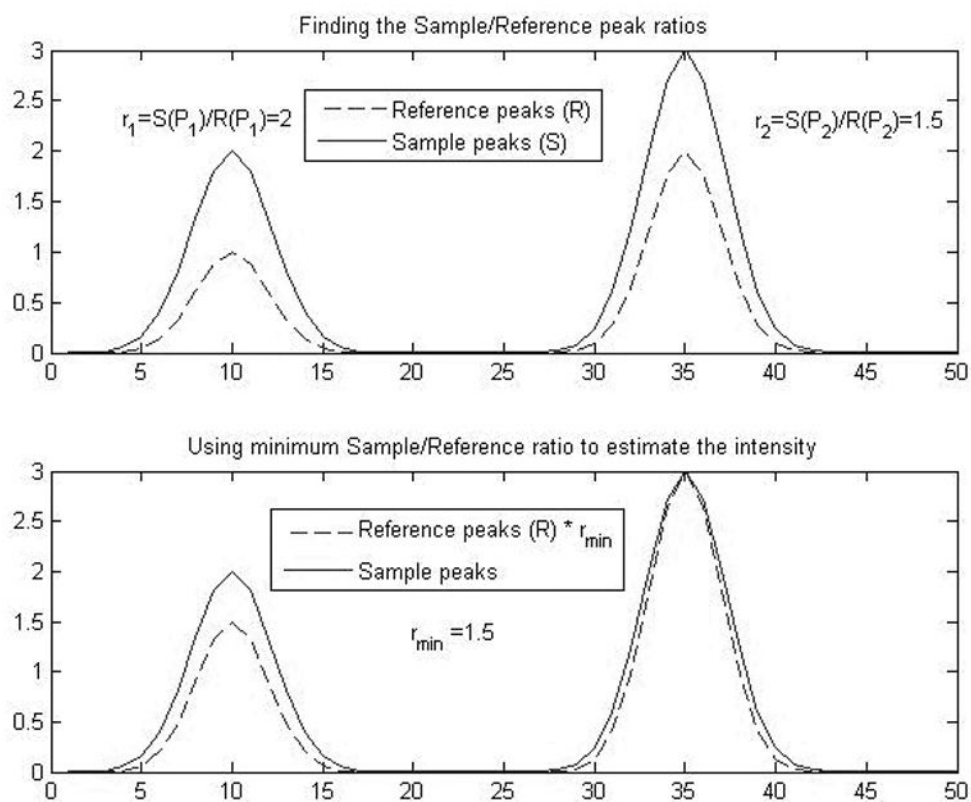 Finding the Sample/Reference peak ratios
3
2.5
2
1.5
1
0.5
0
r1=S(P1)/R(P1)=2
Reference peaks (R)
Sample peaks (S)
r2=S(P2)/R(P2)=1.5
0 5 10 15 20 25 30 35 40 45 50
Using minimum Sample/Reference ratio to estimate the intensity
3
2.5
2
1.5
1
0.5
0
Reference peaks (R) * rmin
Sample peaks
rmin =1.5
0 5 10 15 20 25 30 35 40 45 50